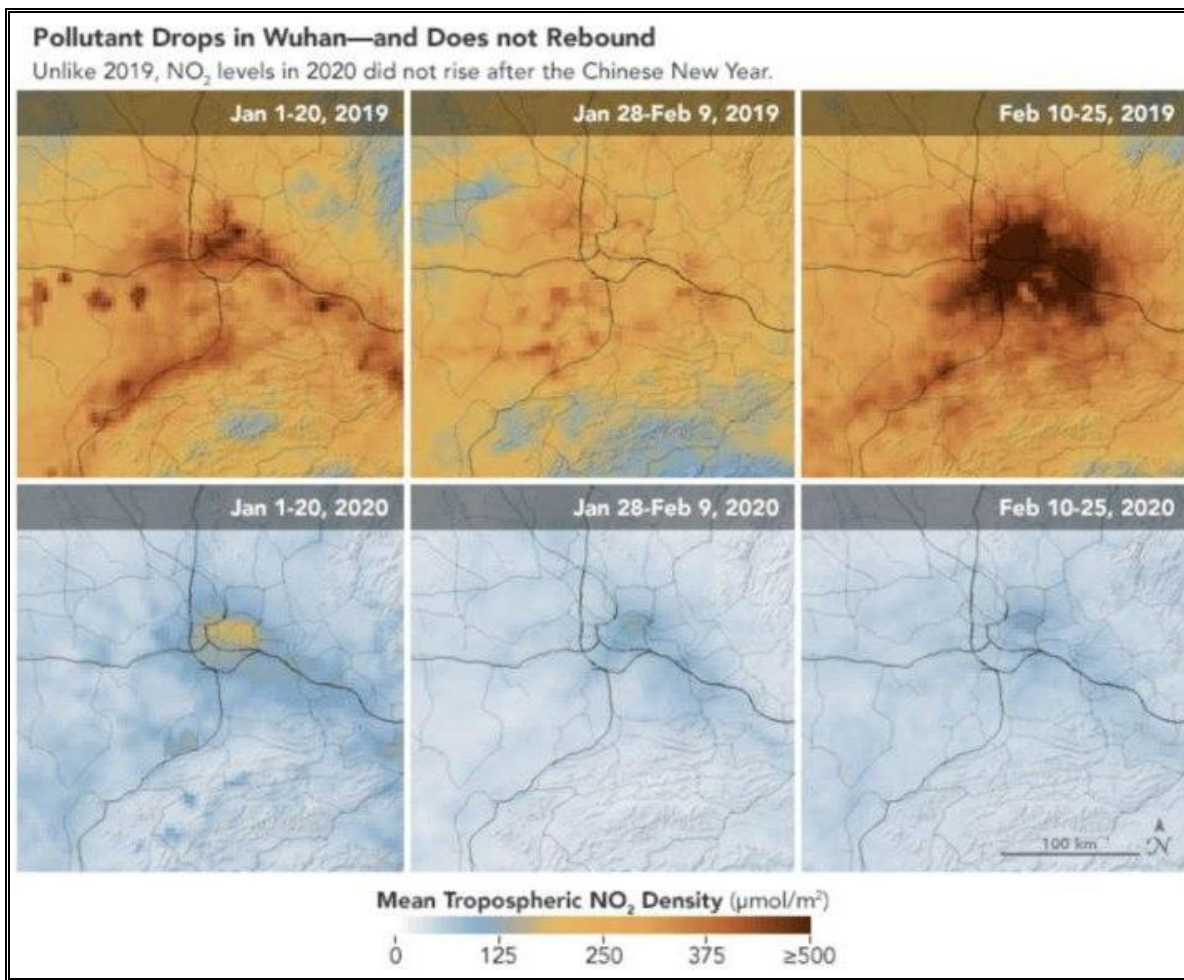 Pollutant Drops in Wuhan—and Does not Rebound
Unlike 2019, NO₂ levels in 2020 did not rise after the Chinese New Year.
Jan 1-20, 2019
Jan 28-Feb 9, 2019
Feb 10-25, 2019
Jan 1-20, 2020
Jan 28-Feb 9, 2020
Feb 10-25, 2020
100 km
N
Mean Tropospheric NO₂ Density (µmol/m²)
0 125 250 375 ≥500